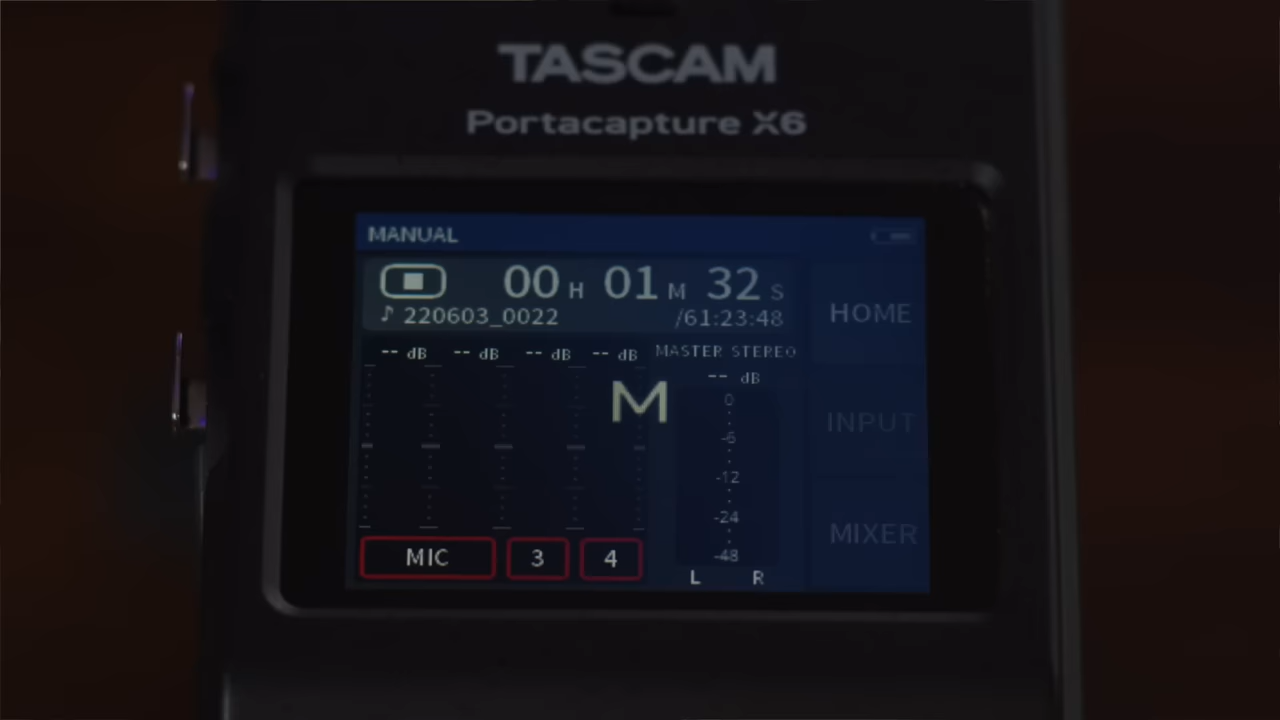 TASCAM
Portacapture X6
MANUAL
00 H 01 M 32 S
220603_0022 /61:23:48
HOME
-- dB -- dB -- dB -- dB MASTER STEREO
-- dB
M
0
-6
INPUT
-12
-24
MIXER
-48
MIC 3 4
L R